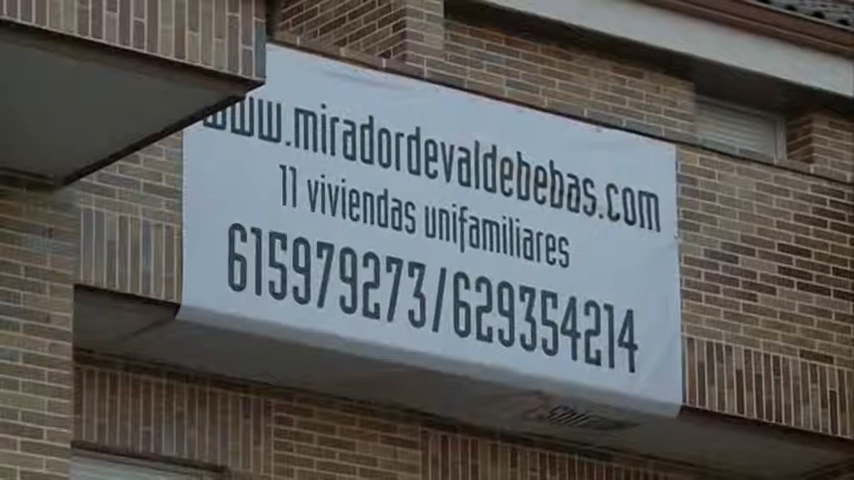 www.miradordevaldebebas.com
11 viviendas unifamiliares
615979273/629354214